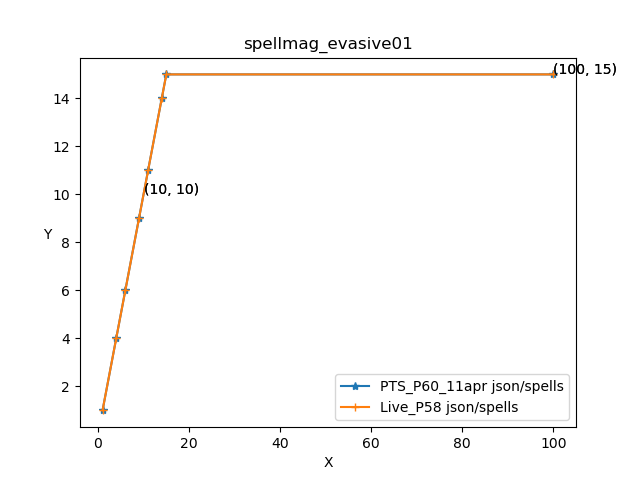 spellmag_evasive01
(100, 15)
14
12
(10, 10)
10
8
Y
6
4
2
PTS_P60_11apr json/spells
Live_P58 json/spells
0 20 40 60 80 100
X